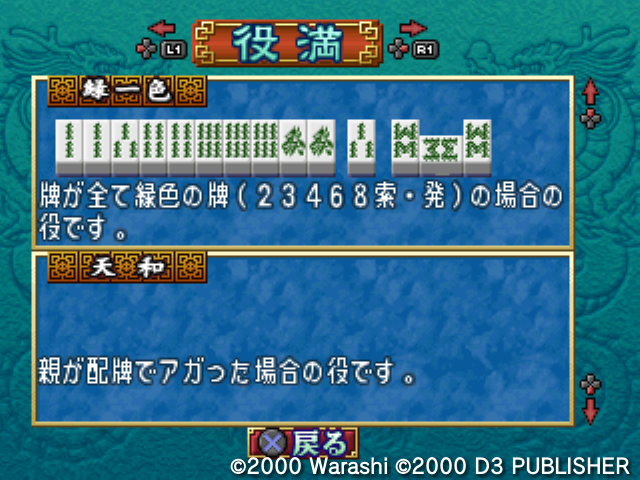 L1 役満 R1
緑一色
牌が全て緑色の牌(23468索・発)の場合の
役です。
天和
親が配牌でアガった場合の役です。
戻る
©2000 Warashi ©2000 D3 PUBLISHER